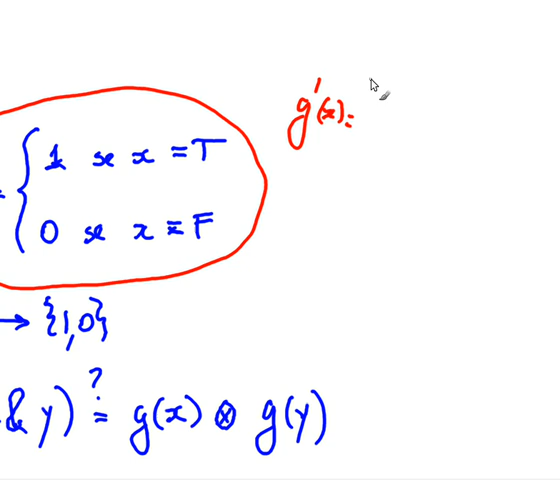 g'(x)=
= { 1 se x = T
0 se x = F
→ {1,0}
& y) ?= g(x) ⊗ g(y)